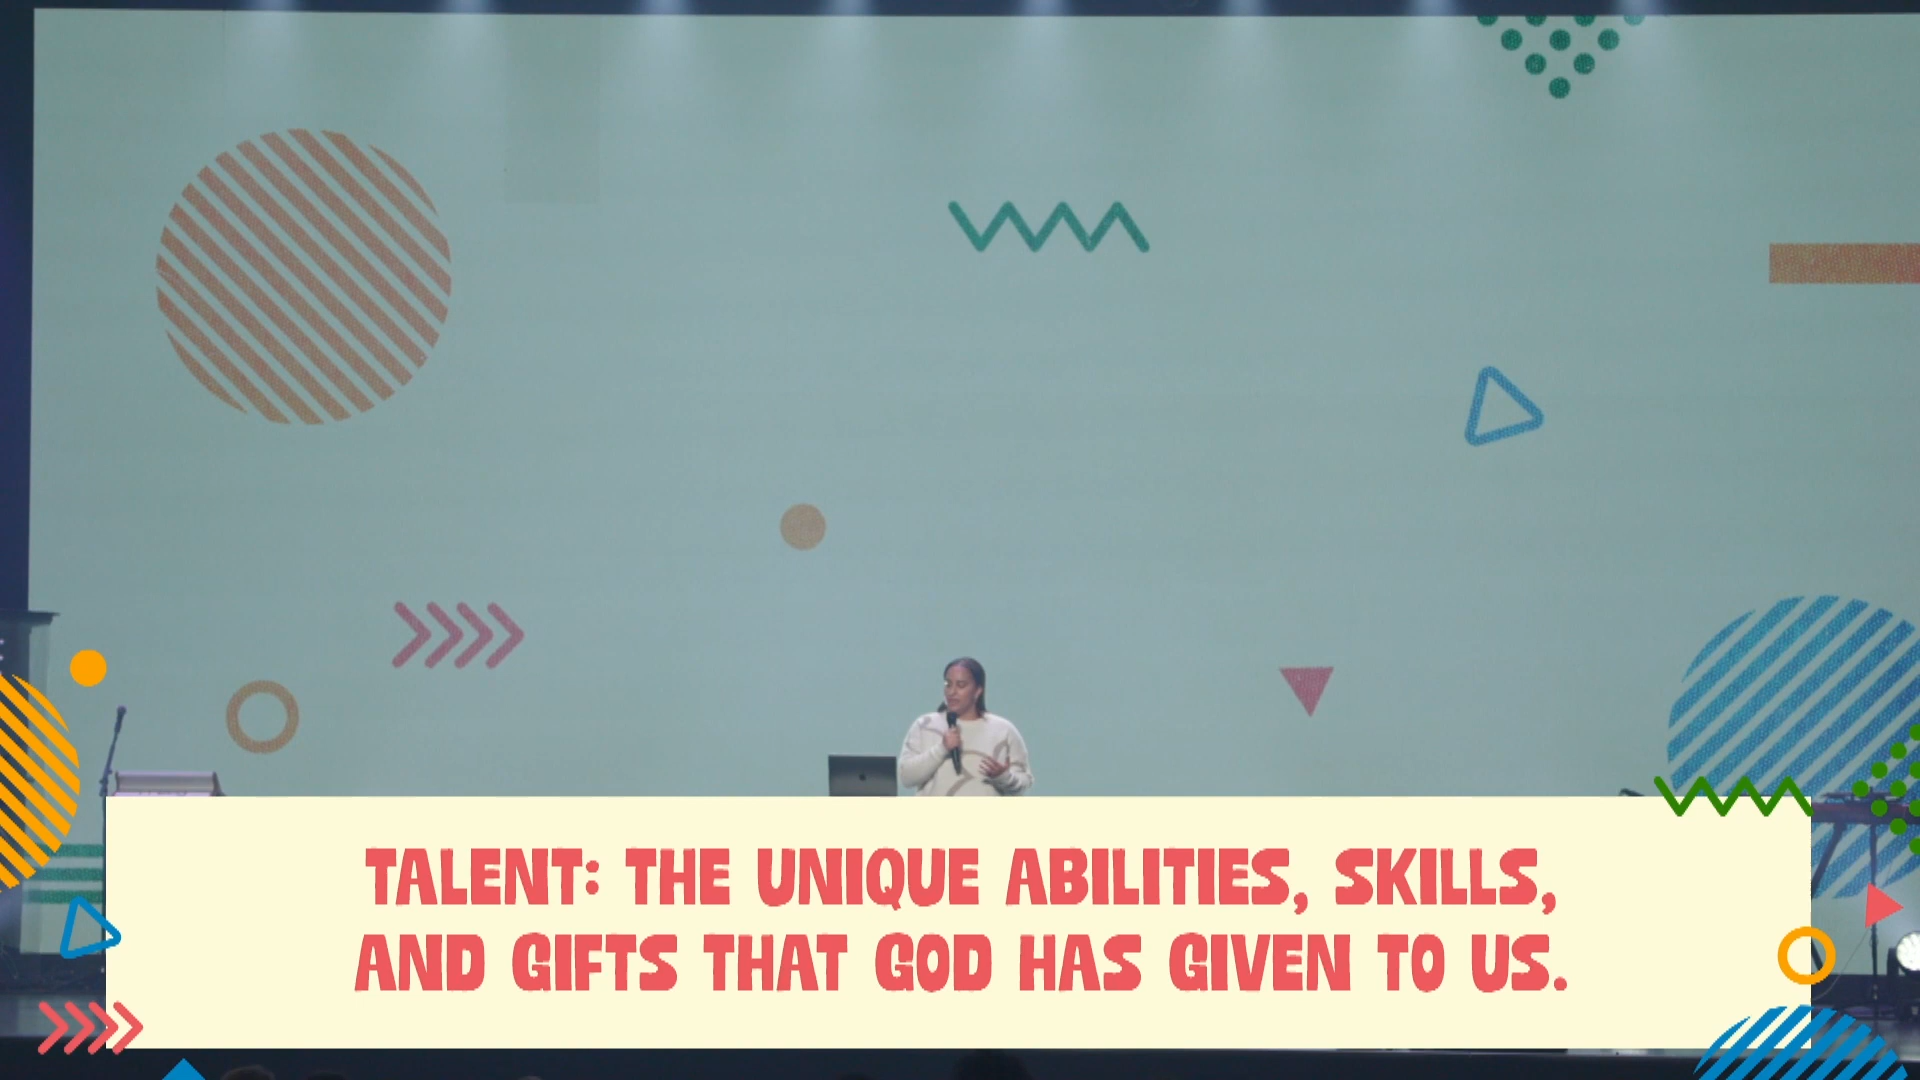 TALENT: THE UNIQUE ABILITIES, SKILLS,
AND GIFTS THAT GOD HAS GIVEN TO US.